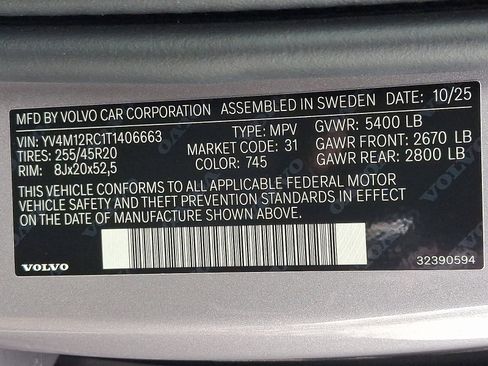 MFD BY VOLVO CAR CORPORATION ASSEMBLED IN SWEDEN DATE: 10/25
VIN: YV4M12RC1T1406663 TYPE: MPV GVWR: 5400 LB
TIRES: 255/45R20 MARKET CODE: 31 GAWR FRONT: 2670 LB
RIM: 8Jx20x52,5 COLOR: 745 GAWR REAR: 2800 LB
THIS VEHICLE CONFORMS TO ALL APPLICABLE FEDERAL MOTOR
VEHICLE SAFETY AND THEFT PREVENTION STANDARDS IN EFFECT
ON THE DATE OF MANUFACTURE SHOWN ABOVE.
VOLVO 32390594